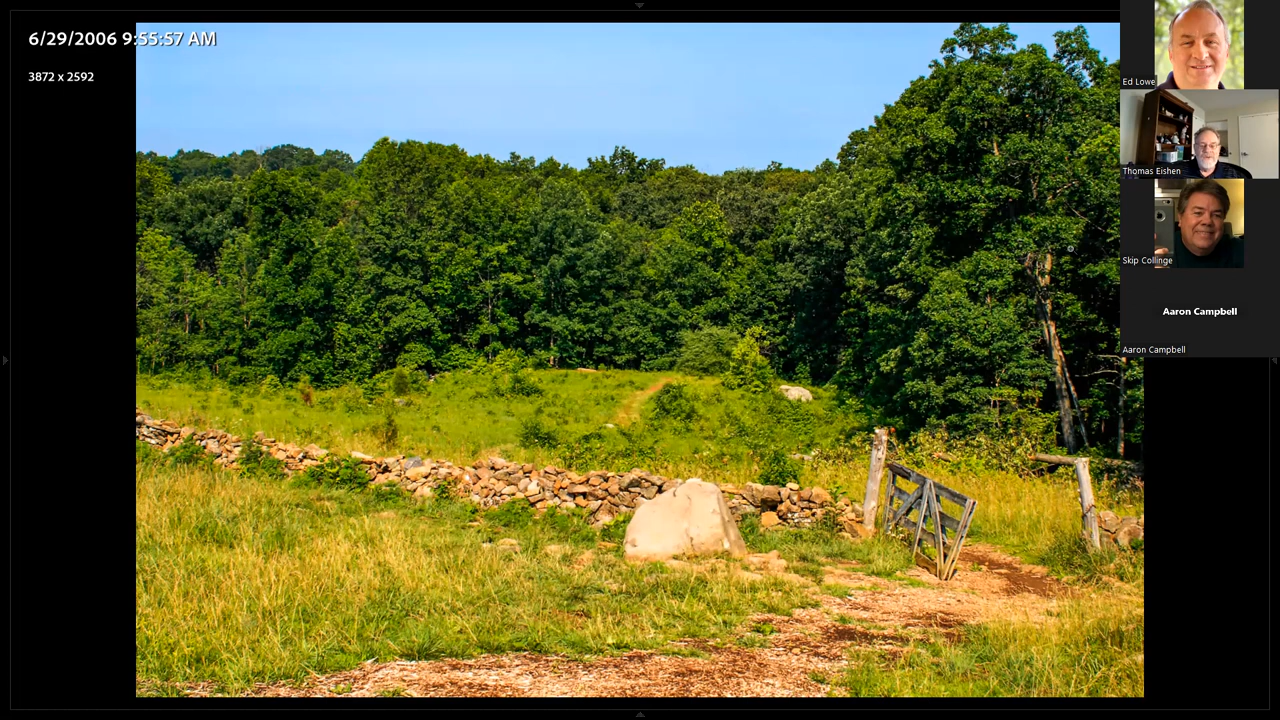 6/29/2006 9:55:57 AM
3872 x 2592
Ed Lowe
Thomas Eishen
Skip Collinge
Aaron Campbell
Aaron Campbell